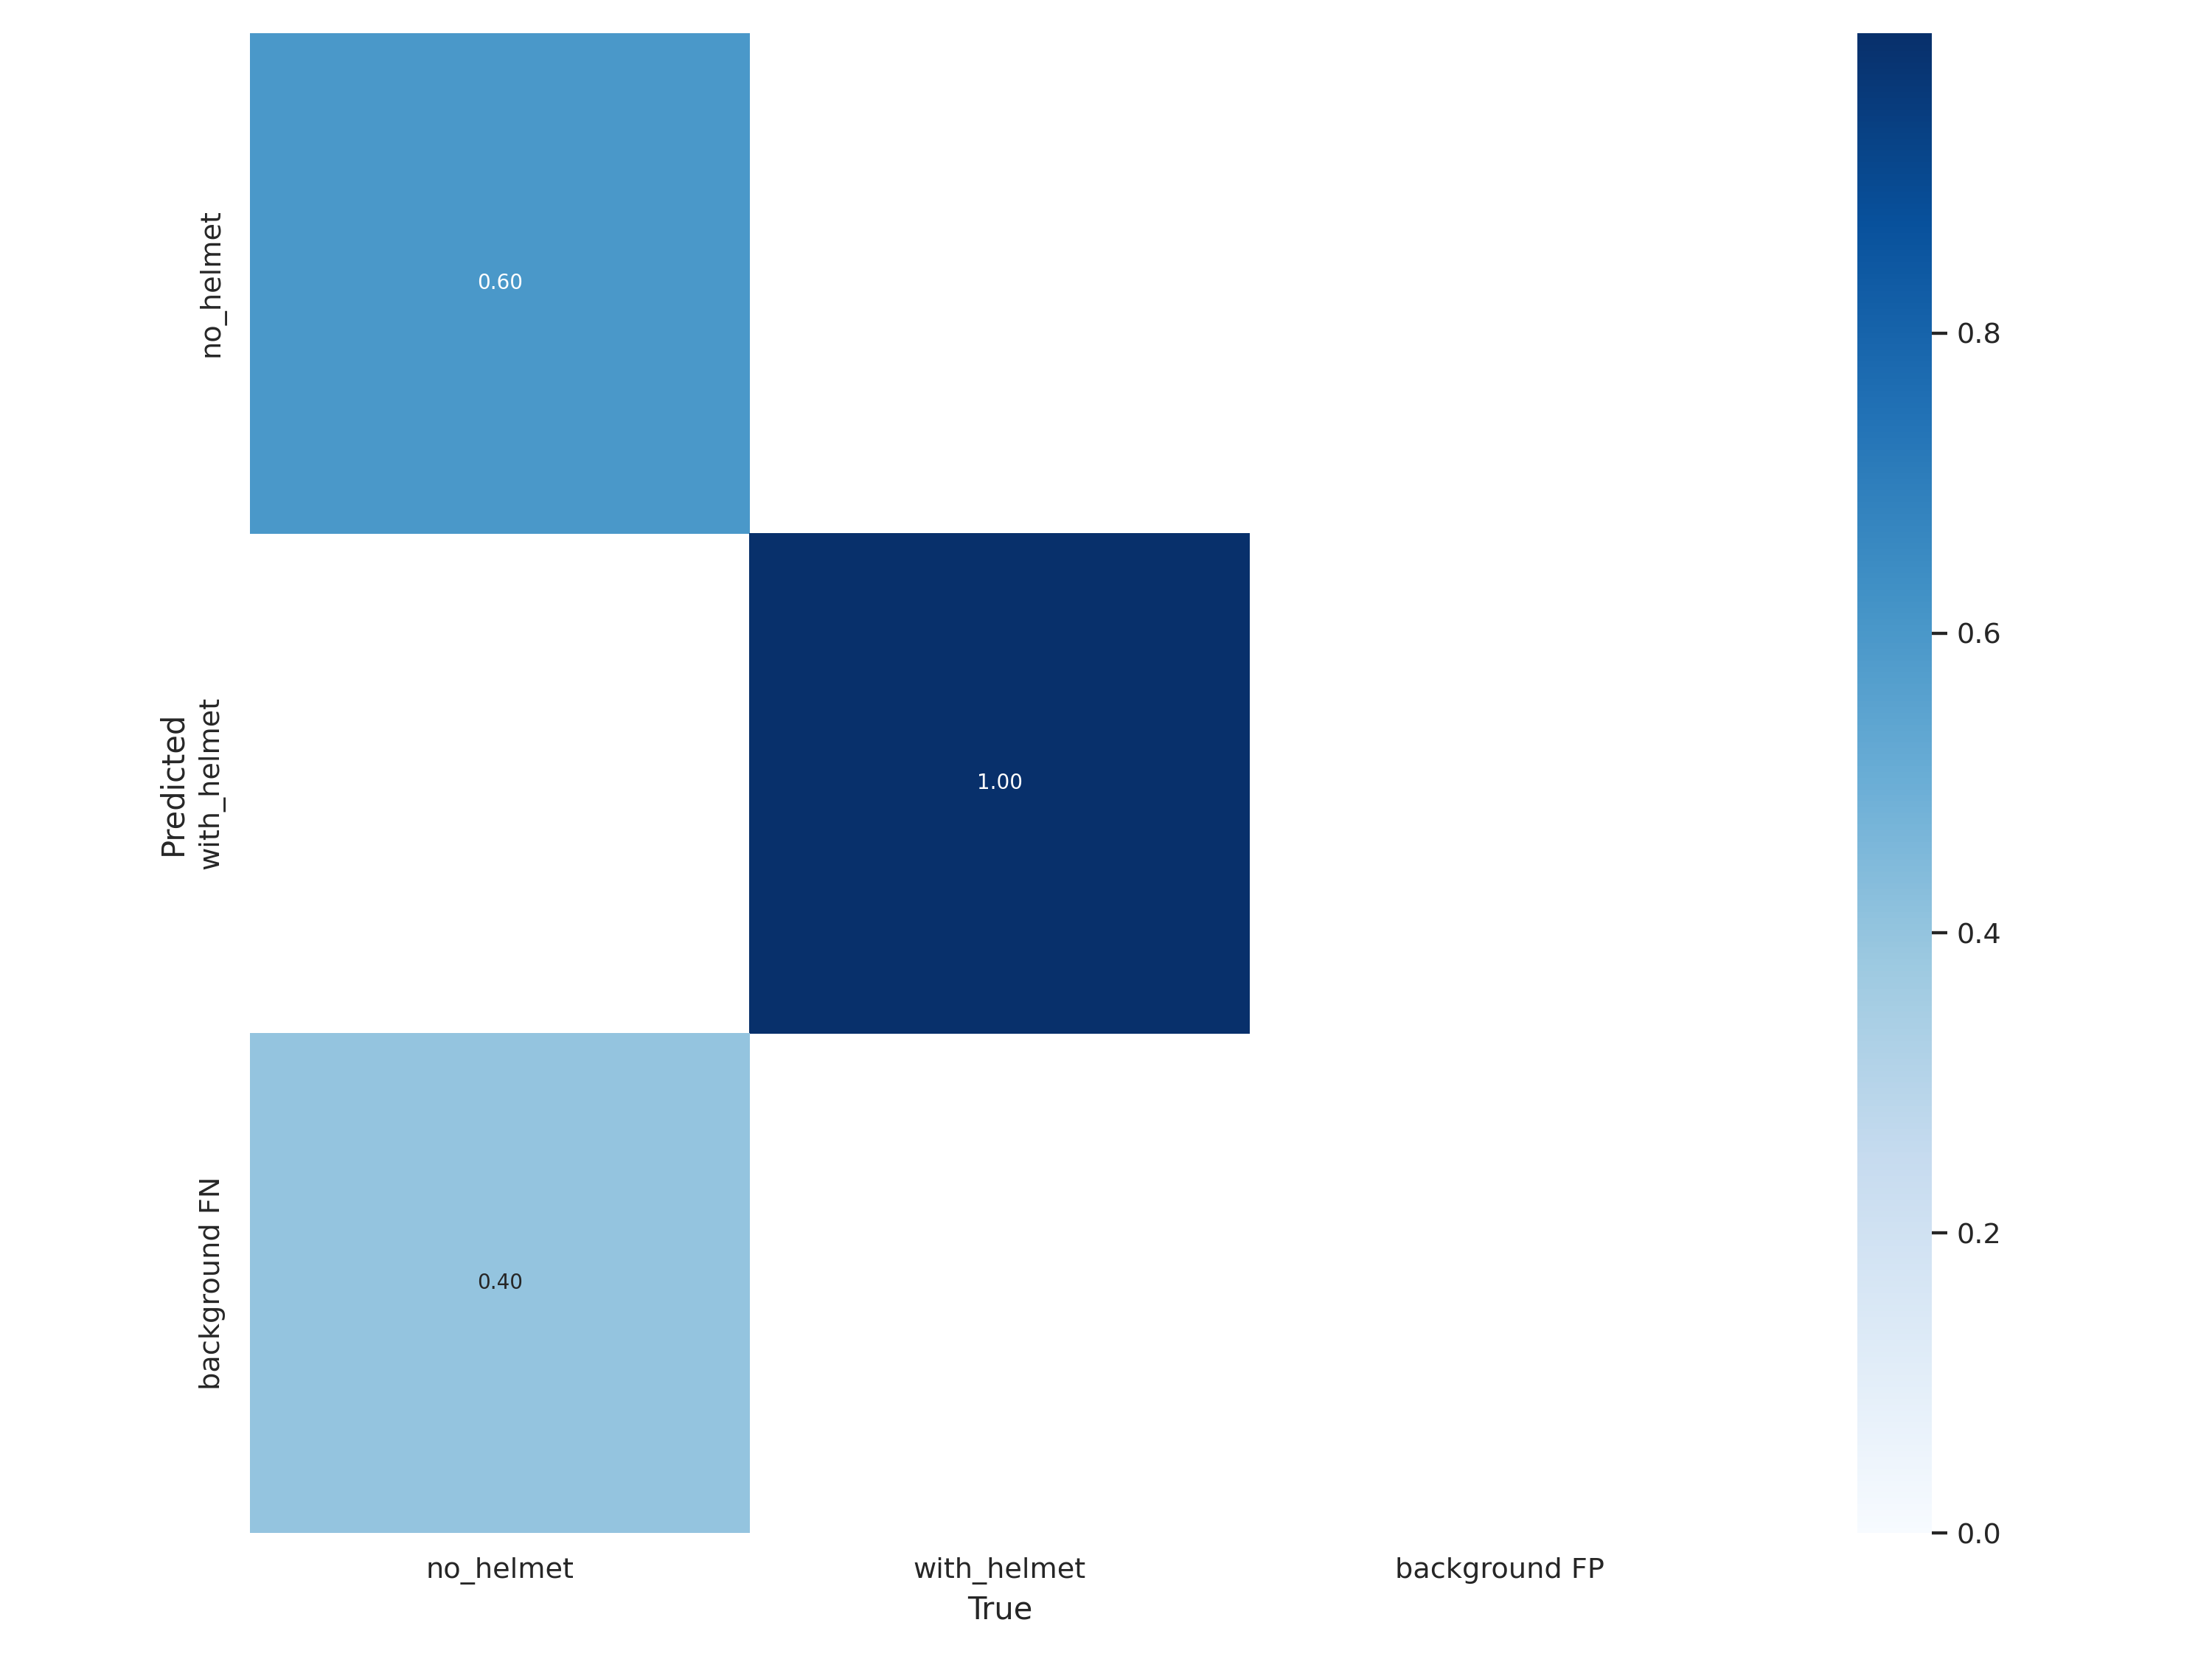 no_helmet
0.60
Predicted
with_helmet
1.00
background FN
0.40
no_helmet
with_helmet
background FP
True
0.8
0.6
0.4
0.2
0.0